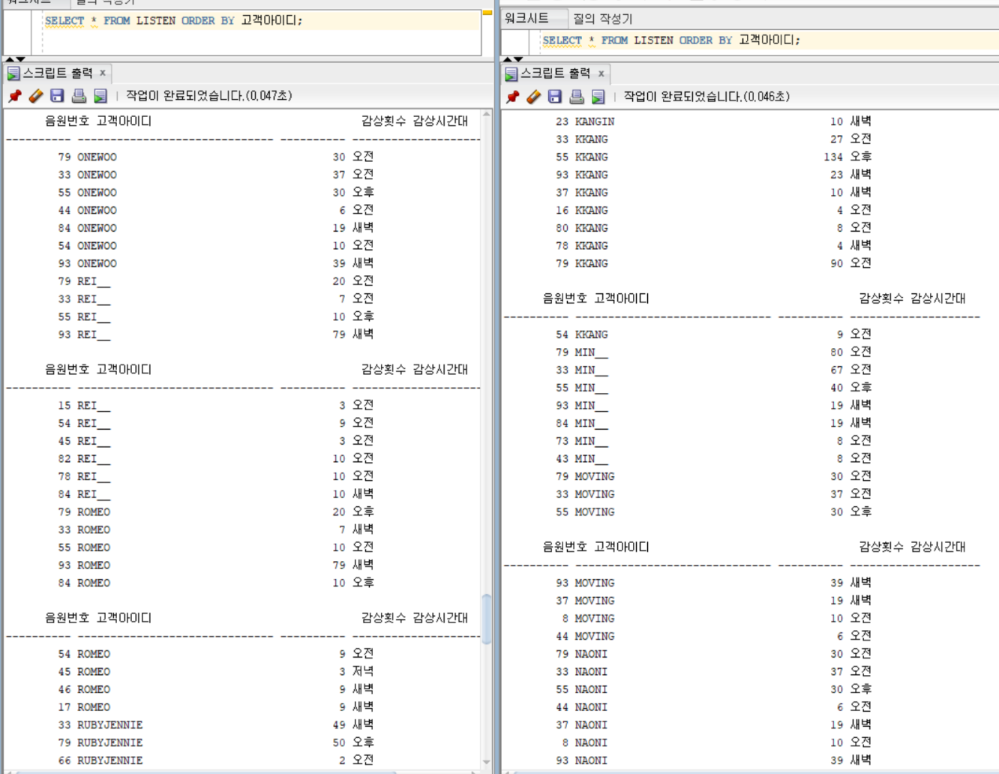 SELECT * FROM LISTEN ORDER BY 고객아이디;
스크립트 출력 x
작업이 완료되었습니다.(0,047초)
음원번호 고객아이디 감상횟수 감상시간대
---------- ------------------------------ ---------- --------------------
79 ONEWOO 30 오전
33 ONEWOO 37 오전
55 ONEWOO 30 오후
44 ONEWOO 6 오전
84 ONEWOO 19 새벽
54 ONEWOO 10 오전
93 ONEWOO 39 새벽
79 REI__ 20 오전
33 REI__ 7 오전
55 REI__ 10 오후
93 REI__ 79 새벽
음원번호 고객아이디 감상횟수 감상시간대
---------- ------------------------------ ---------- --------------------
15 REI__ 3 오전
54 REI__ 9 오전
45 REI__ 3 오전
82 REI__ 10 오전
78 REI__ 10 오전
84 REI__ 10 새벽
79 ROMEO 20 오후
33 ROMEO 7 새벽
55 ROMEO 10 오전
93 ROMEO 79 새벽
84 ROMEO 10 오후
음원번호 고객아이디 감상횟수 감상시간대
---------- ------------------------------ ---------- --------------------
54 ROMEO 9 오전
45 ROMEO 3 저녁
46 ROMEO 9 새벽
17 ROMEO 9 새벽
33 RUBYJENNIE 49 새벽
79 RUBYJENNIE 50 오후
66 RUBYJENNIE 2 오전
워크시트 질의 작성기
SELECT * FROM LISTEN ORDER BY 고객아이디;
스크립트 출력 x
작업이 완료되었습니다.(0,046초)
23 KANGIN 10 새벽
33 KKANG 27 오전
55 KKANG 134 오후
93 KKANG 23 새벽
37 KKANG 10 새벽
16 KKANG 4 오전
80 KKANG 8 오전
78 KKANG 4 새벽
79 KKANG 90 오전
음원번호 고객아이디 감상횟수 감상시간대
---------- ------------------------------ ---------- --------------------
54 KKANG 9 오전
79 MIN__ 80 오전
33 MIN__ 67 오전
55 MIN__ 40 오후
93 MIN__ 19 새벽
84 MIN__ 19 새벽
73 MIN__ 8 오전
43 MIN__ 8 오전
79 MOVING 30 오전
33 MOVING 37 오전
55 MOVING 30 오후
음원번호 고객아이디 감상횟수 감상시간대
---------- ------------------------------ ---------- --------------------
93 MOVING 39 새벽
37 MOVING 19 새벽
8 MOVING 10 오전
44 MOVING 6 오전
79 NAONI 30 오전
33 NAONI 37 오전
55 NAONI 30 오후
44 NAONI 6 오전
37 NAONI 19 새벽
8 NAONI 10 오전
93 NAONI 39 새벽